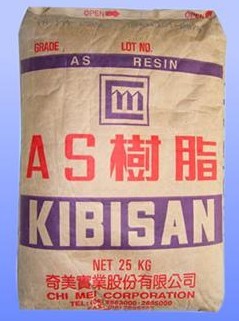 OPEN OPEN
GRADE LOT NO.
AS RESIN
AS樹脂
KIBISAN
NET 25 KG
奇美實業股份有限公司
CHI MEI CORPORATION